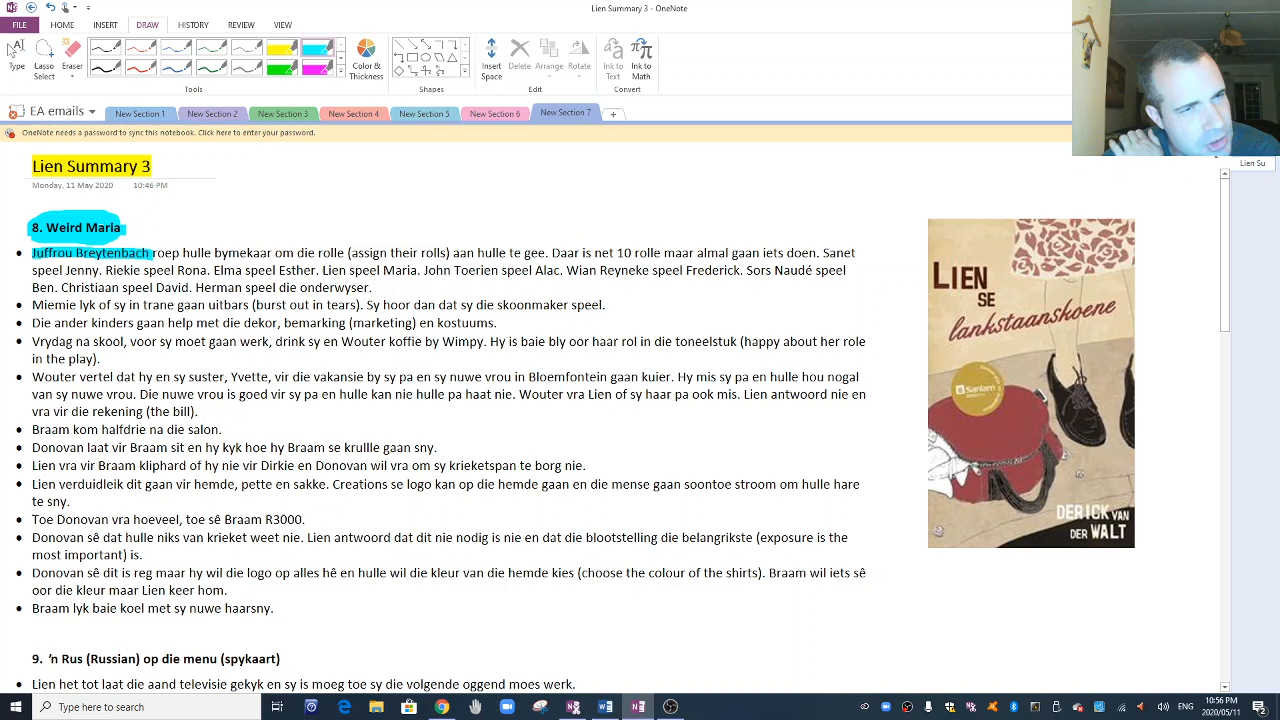 Lien Summary 3 - OneNote
FILE HOME INSERT DRAW HISTORY REVIEW VIEW
Type Lasso Select Eraser Color & Thickness Insert Space Delete Arrange Rotate Ink to Text Ink to Math
Tools Shapes Edit Convert
EA emails New Section 1 New Section 2 New Section 3 New Section 4 New Section 5 New Section 6 New Section 7
OneNote needs a password to sync this notebook. Click here to enter your password.
Lien Su
Lien Summary 3
Monday, 11 May 2020 10:46 PM
8. Weird Maria
Juffrou Breytenbach roep hulle bymekaar om die rolle (assign their rolls) aan hulle te gee. Daar is net 10 rolle maar almal gaan iets doen. Sanet
speel Jenny. Riekie speel Rona. Elma speel Esther. Lien speel Maria. John Toerien speel Alac. Wian Reyneke speel Frederick. Sors Naudé speel
Ben. Christiaan speel David. Herman speel die onderwyser.
Miemie lyk of sy in trane gaan uitbars (burst out in tears). Sy hoor dan dat sy die skoonmaker speel.
Die ander kinders gaan help met die dekor, bemarking (marketing) en kostuums.
Vrydag na skool, voor sy moet gaan werk, drink sy en Wouter koffie by Wimpy. Hy is baie bly oor haar rol in die toneelstuk (happy about her role
in the play).
Wouter vertel dat hy en sy suster, Yvette, vir die vakansie by sy pa en sy nuwe vrou in Bloemfontein gaan kuier. Hy mis sy pa en hulle hou nogal
van sy nuwe vrou. Die nuwe vrou is goed vir sy pa en hulle kan nie hulle pa haat nie. Wouter vra Lien of sy haar pa ook mis. Lien antwoord nie en
vra vir die rekening (the bill).
Braam kom halfdrie na die salon.
Donovan laat vir Braam sit en hy kyk hoe hy Braam se krullle gaan sny.
Lien vra vir Braam kliphard of hy nie vir Dirkie en Donovan wil vra om sy krieketspan te borg nie.
Lien verduidleik dit gaan vir hemde, pette en sakke. Creations se logo kan op die hemde gaan en die mense gaan soontoe stroom om hulle hare
te sny.
Toe Donovan vra hoeveel, toe sê Braam R3000.
Donovan sê dat hulle niks van krieket weet nie. Lien antwoord dat dit nie nodig is nie en dat die blootstelling die belangrikste (exposure is the
most important) is.
Donovan sê dit is reg maar hy wil die logo op alles hê en hulle wil die kleur van die hemde kies (choose the colour of the shirts). Braam wil iets sê
oor die kleur maar Lien keer hom.
Braam lyk baie koel met sy nuwe haarsny.
LIEN
SE
lankstaanskoene
Sanlam
DERICK VAN
DER WALT
9. 'n Rus (Russian) op die menu (spykaart)
Lien het tot laat die aand televisie gekyk en sy is moeg toe sy die volgende oggend moes werk.
Type here to search
10:56 PM
2020/05/11